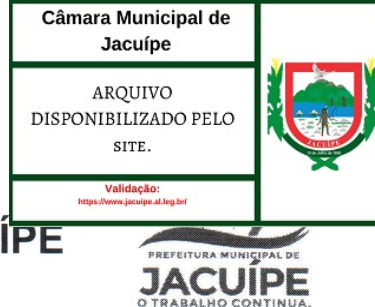 Câmara Municipal de
Jacuípe
ARQUIVO
DISPONIBILIZADO PELO
SITE.
Validação:
https://www.jacuipe.al.leg.br/
JACUÍPE
ÍPE
PREFEITURA MUNICIPAL DE
JACUÍPE
O TRABALHO CONTINUA.